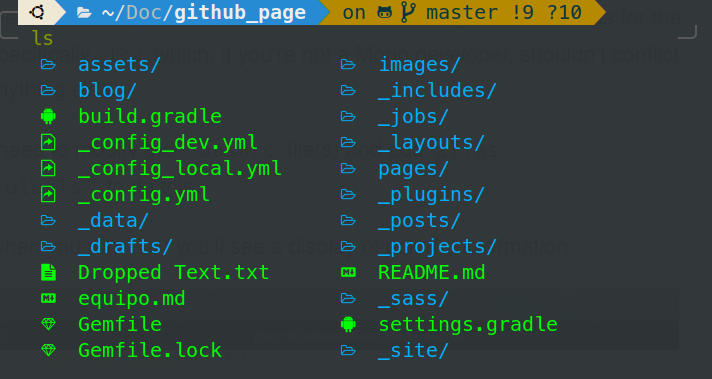 ~/Doc/github_page on master !9 ?10
ls
assets/ images/
blog/ _includes/
build.gradle _jobs/
_config_dev.yml _layouts/
_config_local.yml pages/
_config.yml _plugins/
_data/ _posts/
_drafts/ _projects/
Dropped Text.txt README.md
equipo.md _sass/
Gemfile settings.gradle
Gemfile.lock _site/